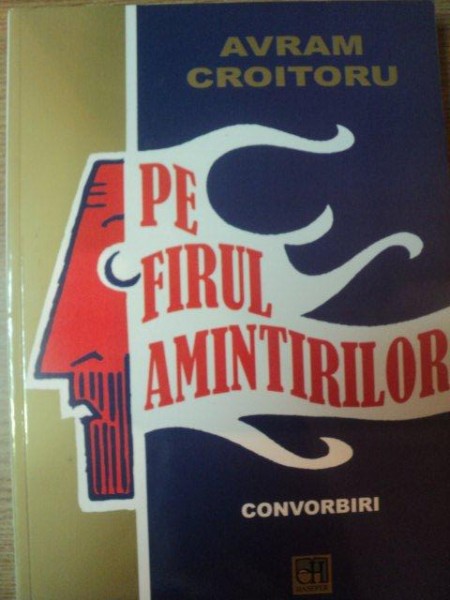 AVRAM
CROITORU
PE
FIRUL
AMINTIRILOR
CONVORBIRI